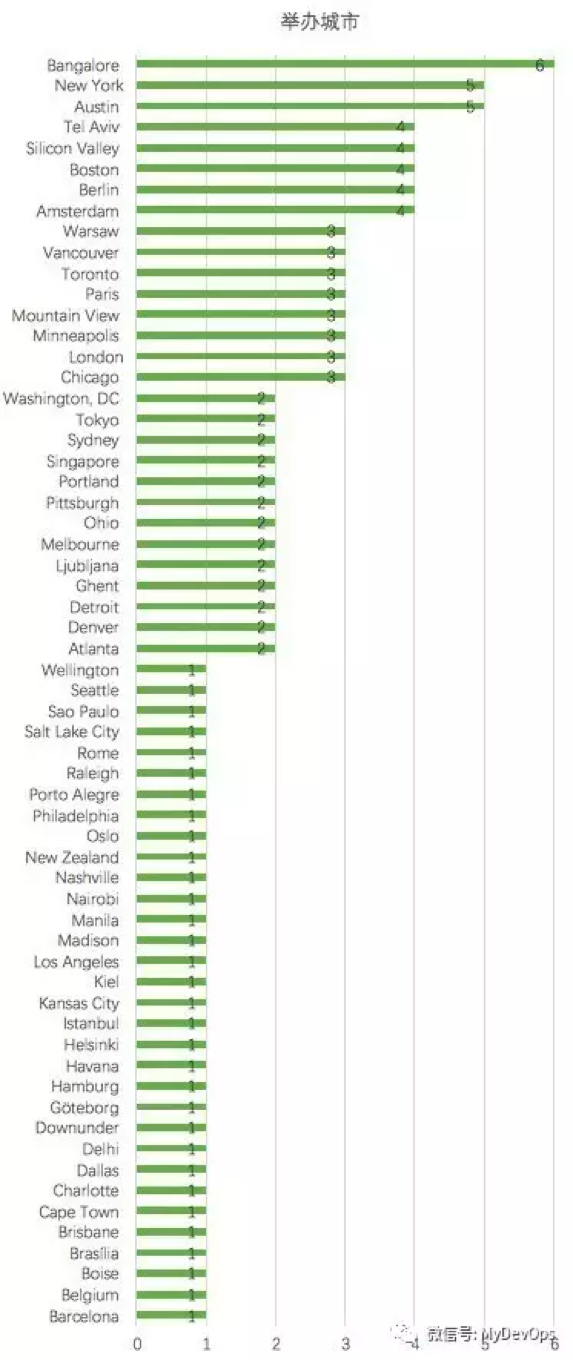 举办城市
Bangalore 6
New York 5
Austin 5
Tel Aviv 4
Silicon Valley 4
Boston 4
Berlin 4
Amsterdam 4
Warsaw 3
Vancouver 3
Toronto 3
Paris 3
Mountain View 3
Minneapolis 3
London 3
Chicago 3
Washington, DC 2
Tokyo 2
Sydney 2
Singapore 2
Portland 2
Pittsburgh 2
Ohio 2
Melbourne 2
Ljubljana 2
Ghent 2
Detroit 2
Denver 2
Atlanta 2
Wellington 1
Seattle 1
Sao Paulo 1
Salt Lake City 1
Rome 1
Raleigh 1
Porto Alegre 1
Philadelphia 1
Oslo 1
New Zealand 1
Nashville 1
Nairobi 1
Manila 1
Madison 1
Los Angeles 1
Kiel 1
Kansas City 1
Istanbul 1
Helsinki 1
Havana 1
Hamburg 1
Göteborg 1
Downunder 1
Delhi 1
Dallas 1
Charlotte 1
Cape Town 1
Brisbane 1
Brasília 1
Boise 1
Belgium 1
Barcelona 1
微信号: MyDevOps
0 1 2 3 4 5 6